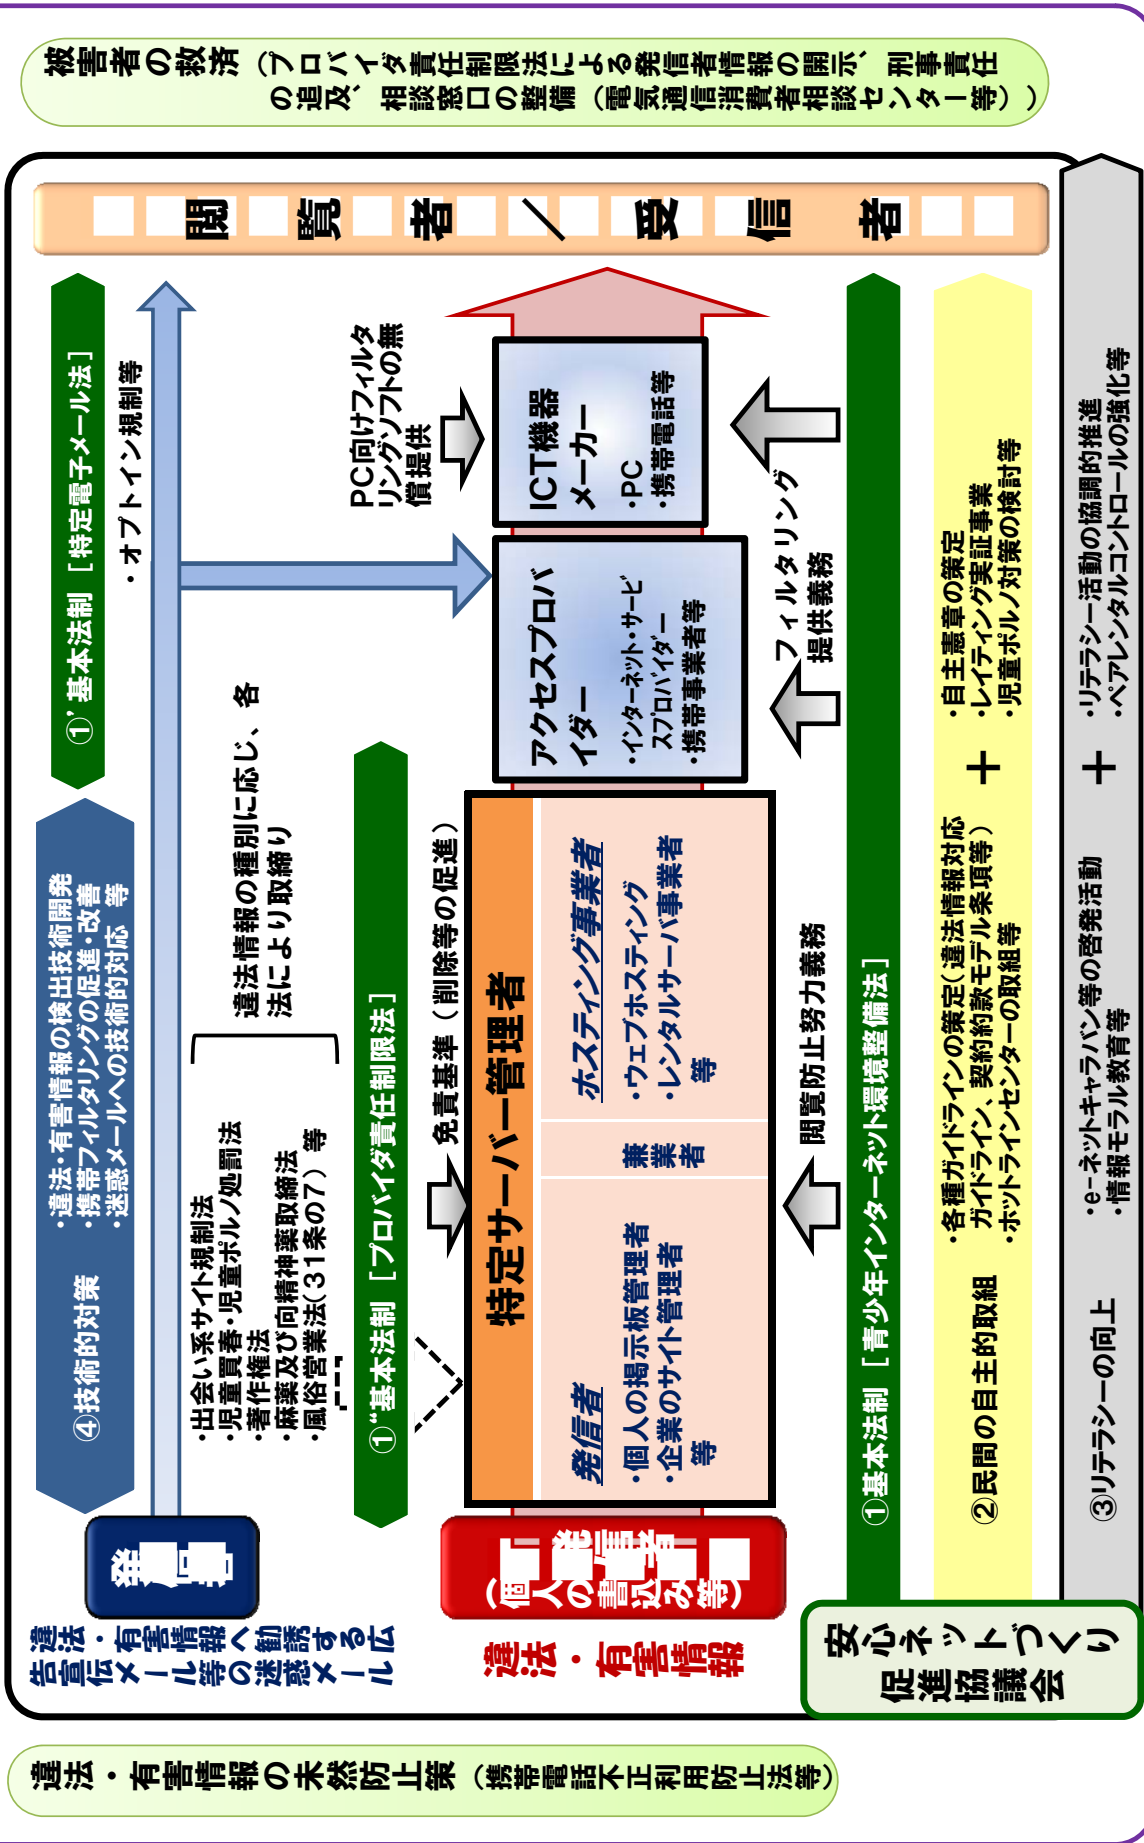 違法・有害情報の未然防止策（携帯電話不正利用防止法等）
違法・有害情報へ勧誘する広
告宣伝メール等の迷惑メール
発信者
④技術的対策
・違法・有害情報の検出技術開発
・携帯フィルタリングの促進・改善
・迷惑メールへの技術的対応 等
①’基本法制［特定電子メール法］
・オプトイン規制等
・出会い系サイト規制法
・児童買春・児童ポルノ処罰法
・著作権法
・麻薬及び向精神薬取締法
・風俗営業法(31条の7) 等
違法情報の種別に応じ、各
法により取締り
①“基本法制［プロバイダ責任制限法］
免責基準（削除等の促進）
PC向けフィルタ
リングソフトの無
償提供
違法・有害情報
発信者
（個人の書込み等）
特定サーバー管理者
発信者
・個人の掲示板管理者
・企業のサイト管理者
等
兼
業
者
ホスティング事業者
・ウェブホスティング
・レンタルサーバ事業者
等
アクセスプロバ
イダー
・インターネット・サービ
スプロバイダー
・携帯事業者等
ICT機器
メーカー
・PC
・携帯電話等
閲覧者／受信者
閲覧防止努力義務
フィルタリング
提供義務
①基本法制［青少年インターネット環境整備法］
安心ネットづくり
促進協議会
②民間の自主的取組
・各種ガイドラインの策定(違法情報対応
ガイドライン、契約約款モデル条項等)
・ホットラインセンターの取組等
＋
・自主憲章の策定
・レイティング実証事業
・児童ポルノ対策の検討等
③リテラシーの向上
・e-ネットキャラバン等の啓発活動
・情報モラル教育等
＋
・リテラシー活動の協調的推進
・ペアレンタルコントロールの強化等
被害者の救済（プロバイダ責任制限法による発信者情報の開示、刑事責任
の追及、相談窓口の整備（電気通信消費者相談センター等））